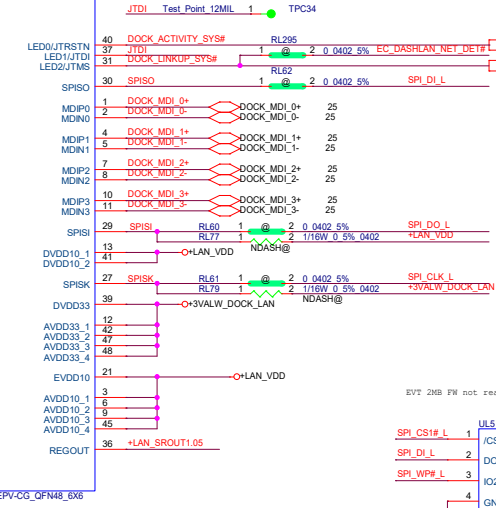 JTDI Test_Point_12MIL 1 TPC34
LED0/JTRSTN 40 DOCK_ACTIVITY_SYS#
RL295
LED1/JTDI 37 JTDI 1 @ 2 0_0402_5% EC_DASHLAN_NET_DET#
LED2/JTMS 31 DOCK_LINKUP_SYS#
RL62
SPISO 30 SPISO 1 @ 2 0_0402_5% SPI_DI_L
MDIP0 1 DOCK_MDI_0+ DOCK_MDI_0+ 25
MDIN0 2 DOCK_MDI_0- DOCK_MDI_0- 25
MDIP1 4 DOCK_MDI_1+ DOCK_MDI_1+ 25
MDIN1 5 DOCK_MDI_1- DOCK_MDI_1- 25
MDIP2 7 DOCK_MDI_2+ DOCK_MDI_2+ 25
MDIN2 8 DOCK_MDI_2- DOCK_MDI_2- 25
MDIP3 10 DOCK_MDI_3+ DOCK_MDI_3+ 25
MDIN3 11 DOCK_MDI_3- DOCK_MDI_3- 25
SPISI 29 SPISI RL60 1 @ 2 0_0402_5% SPI_DO_L
RL77 1 2 1/16W_0_5%_0402 +LAN_VDD
NDASH@
DVDD10_1 13 +LAN_VDD
DVDD10_2 41
SPISK 27 SPISK RL61 1 @ 2 0_0402_5% SPI_CLK_L
RL79 1 2 1/16W_0_5%_0402 +3VALW_DOCK_LAN
NDASH@
DVDD33 39 +3VALW_DOCK_LAN
AVDD33_1 12
AVDD33_2 42
AVDD33_3 47
AVDD33_4 48
EVDD10 21 +LAN_VDD
AVDD10_1 3
AVDD10_2 6
AVDD10_3 9
AVDD10_4 45
REGOUT 36 +LAN_SROUT1.05
EPV-CG_QFN48_6X6
EVT 2MB FW not rea
UL5
SPI_CS1#_L 1 /CS
SPI_DI_L 2 DO
SPI_WP#_L 3 IO2
4 GN